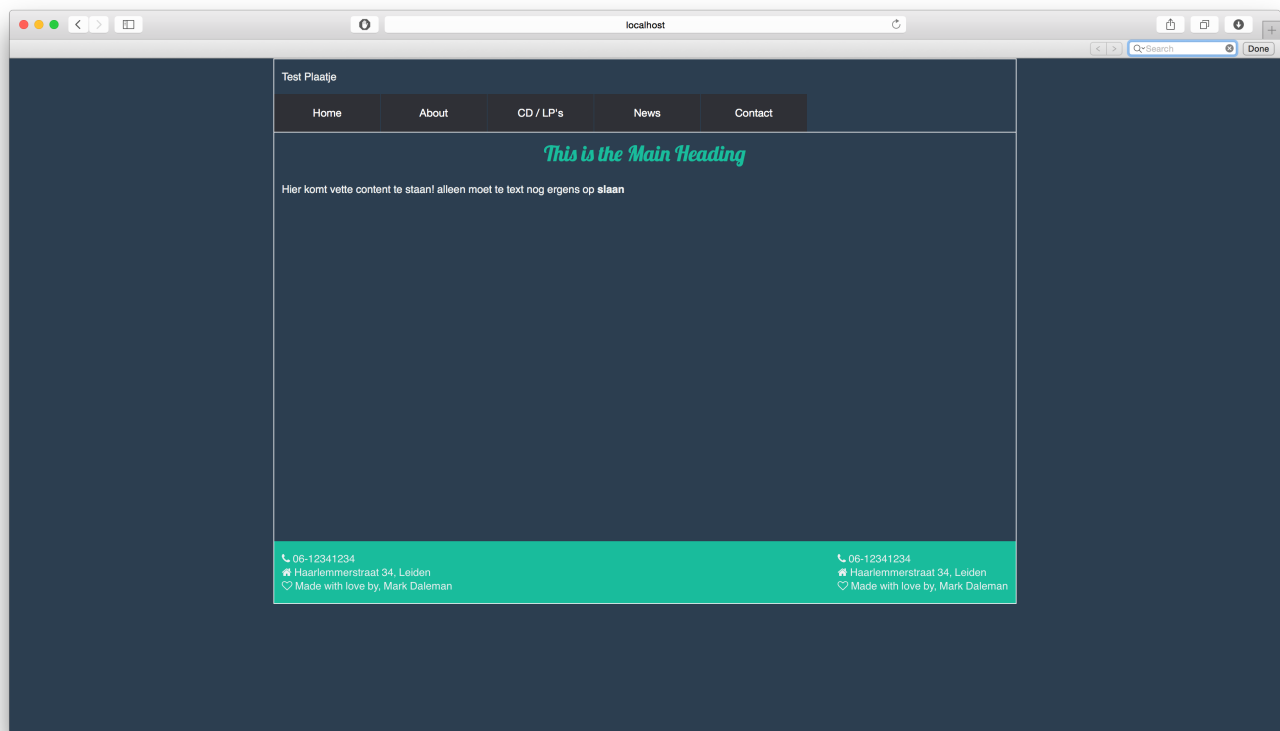 localhost
Search
Done
Test Plaatje
Home About CD / LP's News Contact
This is the Main Heading
Hier komt vette content te staan! alleen moet te text nog ergens op slaan
06-12341234
Haarlemmerstraat 34, Leiden
Made with love by, Mark Daleman
06-12341234
Haarlemmerstraat 34, Leiden
Made with love by, Mark Daleman